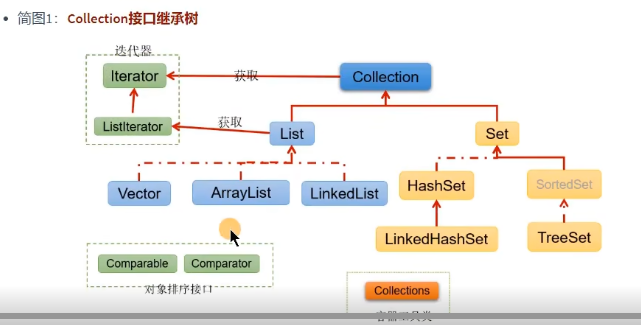 简图1：Collection接口继承树
迭代器
Iterator
获取
Collection
ListIterator
获取
List
Set
Vector
ArrayList
LinkedList
HashSet
SortedSet
LinkedHashSet
TreeSet
Comparable
Comparator
对象排序接口
Collections
容器工具类